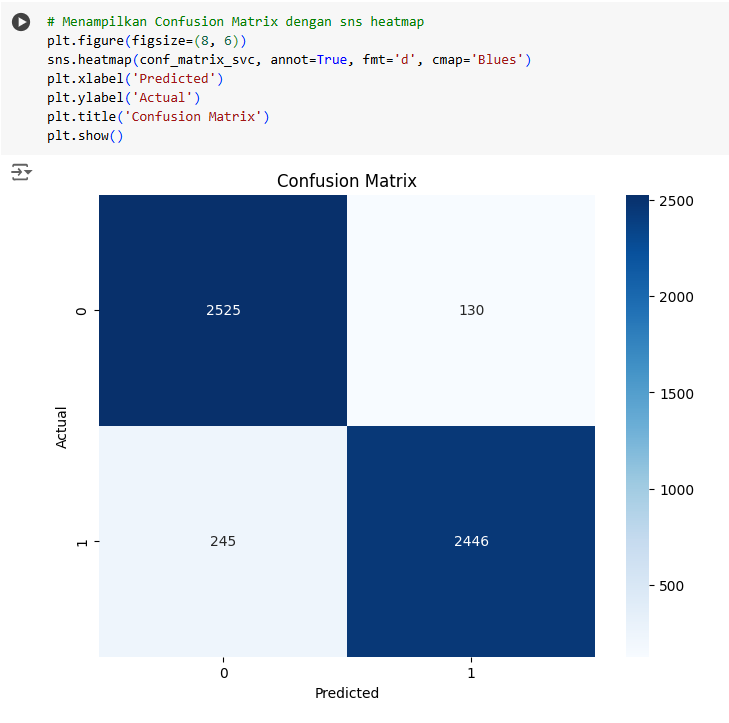 # Menampilkan Confusion Matrix dengan sns heatmap
plt.figure(figsize=(8, 6))
sns.heatmap(conf_matrix_svc, annot=True, fmt='d', cmap='Blues')
plt.xlabel('Predicted')
plt.ylabel('Actual')
plt.title('Confusion Matrix')
plt.show()
Confusion Matrix
2500
2000
1500
1000
500
Actual
0
2525
130
1
245
2446
0
1
Predicted